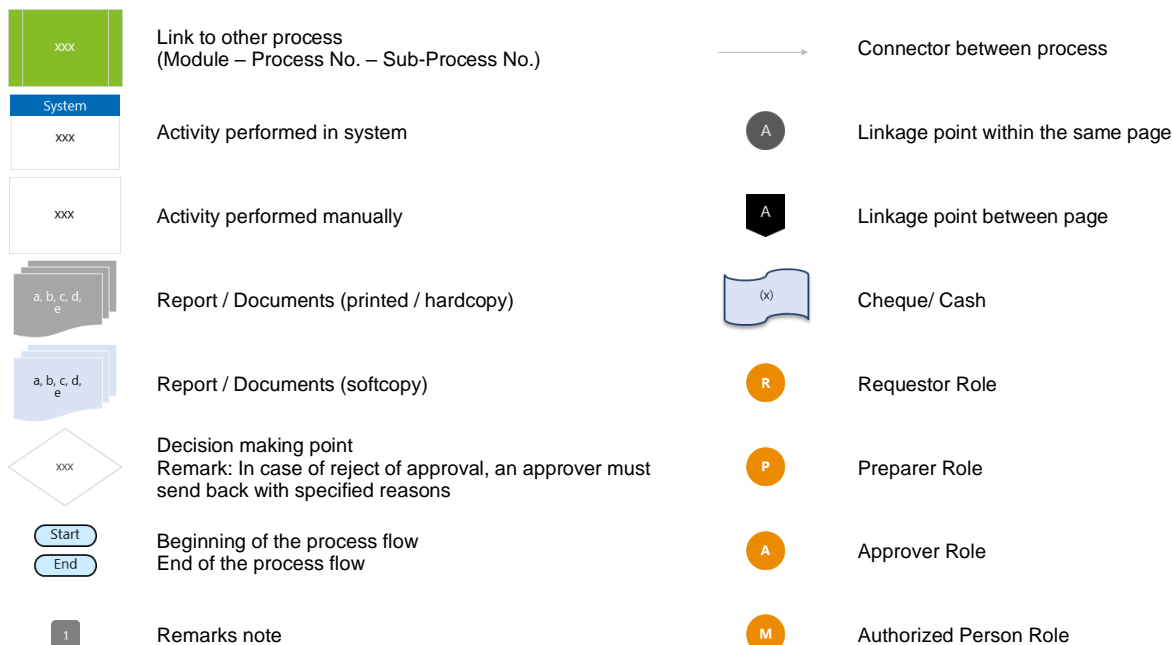 xxx
Link to other process
(Module – Process No. – Sub-Process No.)
Connector between process
System
xxx
Activity performed in system
A
Linkage point within the same page
xxx
Activity performed manually
A
Linkage point between page
a, b, c, d,
e
Report / Documents (printed / hardcopy)
(x)
Cheque/ Cash
a, b, c, d,
e
Report / Documents (softcopy)
R
Requestor Role
xxx
Decision making point
Remark: In case of reject of approval, an approver must
send back with specified reasons
P
Preparer Role
Start
End
Beginning of the process flow
End of the process flow
A
Approver Role
1
Remarks note
M
Authorized Person Role